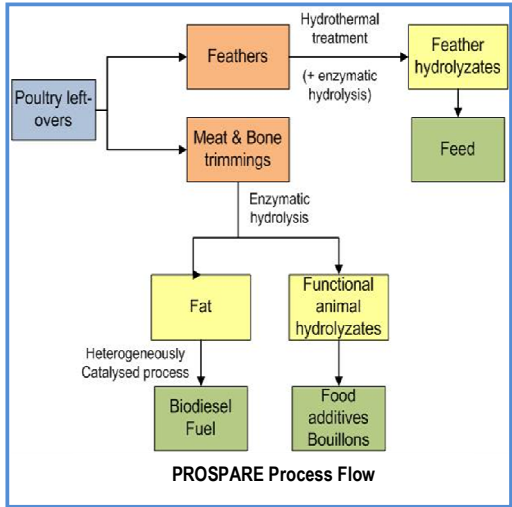 Poultry left-
overs
Feathers
Hydrothermal
treatment
(+ enzymatic
hydrolysis)
Feather
hydrolyzates
Feed
Meat & Bone
trimmings
Enzymatic
hydrolysis
Fat
Functional
animal
hydrolyzates
Heterogeneously
Catalysed process
Biodiesel
Fuel
Food
additives
Bouillons
PROSPARE Process Flow